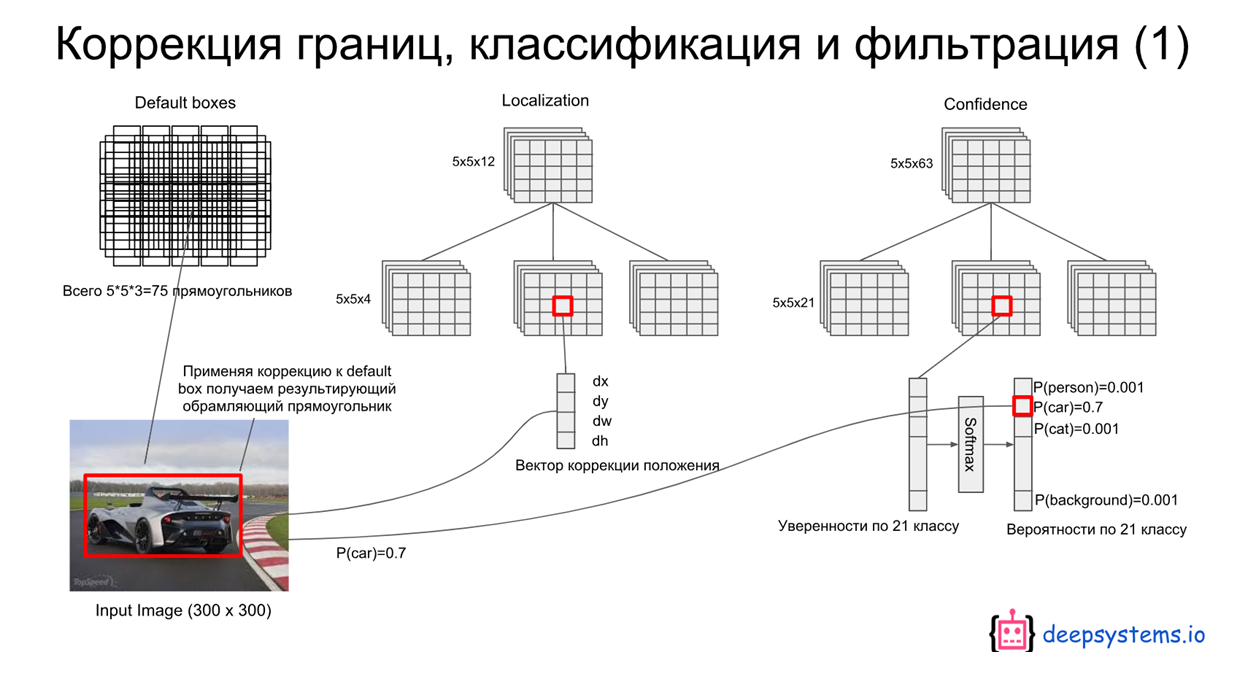 Коррекция границ, классификация и фильтрация (1)
Default boxes
Localization
Confidence
5x5x12
5x5x63
Всего 5*5*3=75 прямоугольников
5x5x4
5x5x21
Применяя коррекцию к default
box получаем результирующий
обрамляющий прямоугольник
dx
dy
dw
dh
Вектор коррекции положения
Softmax
P(person)=0.001
P(car)=0.7
P(cat)=0.001
P(background)=0.001
Уверенности по 21 классу
Вероятности по 21 классу
P(car)=0.7
TopSpeed
Input Image (300 x 300)
deepsystems.io